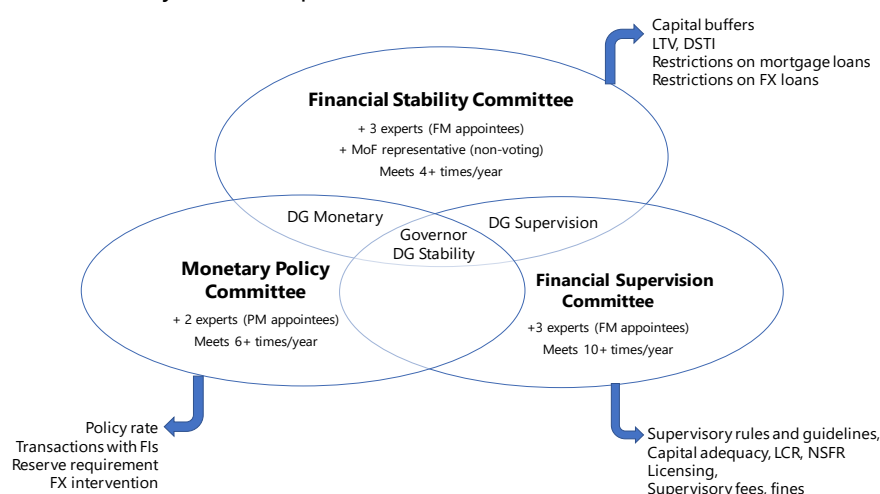 Capital buffers
LTV, DSTI
Restrictions on mortgage loans
Restrictions on FX loans
Financial Stability Committee
+ 3 experts (FM appointees)
+ MoF representative (non-voting)
Meets 4+ times/year
DG Monetary
DG Supervision
Governor
DG Stability
Monetary Policy
Committee
+ 2 experts (PM appointees)
Meets 6+ times/year
Financial Supervision
Committee
+3 experts (FM appointees)
Meets 10+ times/year
Policy rate
Transactions with FIs
Reserve requirement
FX intervention
Supervisory rules and guidelines,
Capital adequacy, LCR, NSFR
Licensing,
Supervisory fees, fines